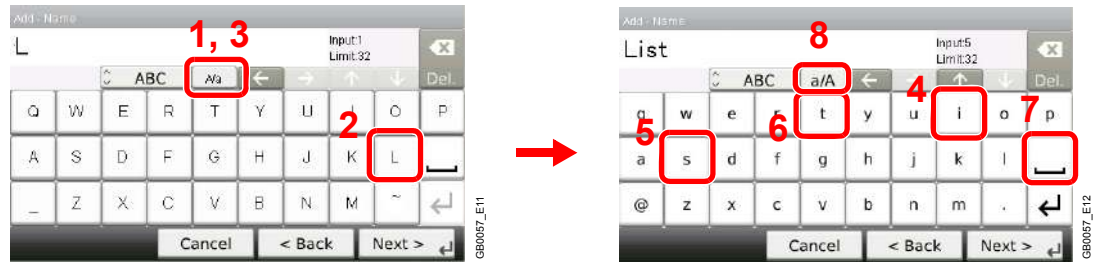 Add - Name
L
1, 3
Input:1
Limit:32
ABC
A/a
← → ↑ ↓ Del.
Q W E R T Y U I O P
2
A S D F G H J K L
_ Z X C V B N M ~
Cancel < Back Next >
GB0057_E11
Add - Name
List
8
Input:5
Limit:32
ABC
a/A
← → ↑ ↓ Del.
4
7
q w e r t y u i o p
5
6
a s d f g h j k l
@ z x c v b n m .
Cancel < Back Next >
GB0057_E12